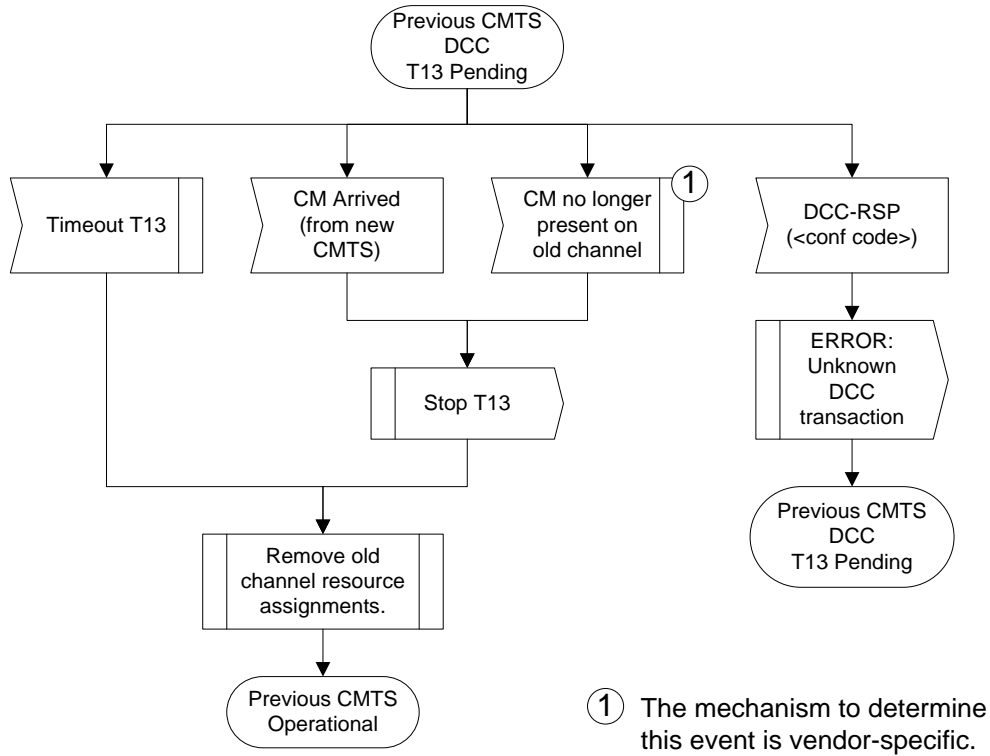 Previous CMTS
DCC
T13 Pending
Timeout T13
CM Arrived
(from new
CMTS)
CM no longer
present on
old channel
1
DCC-RSP
(<conf code>)
Stop T13
ERROR:
Unknown
DCC
transaction
Previous CMTS
DCC
T13 Pending
Remove old
channel resource
assignments.
Previous CMTS
Operational
1 The mechanism to determine
this event is vendor-specific.